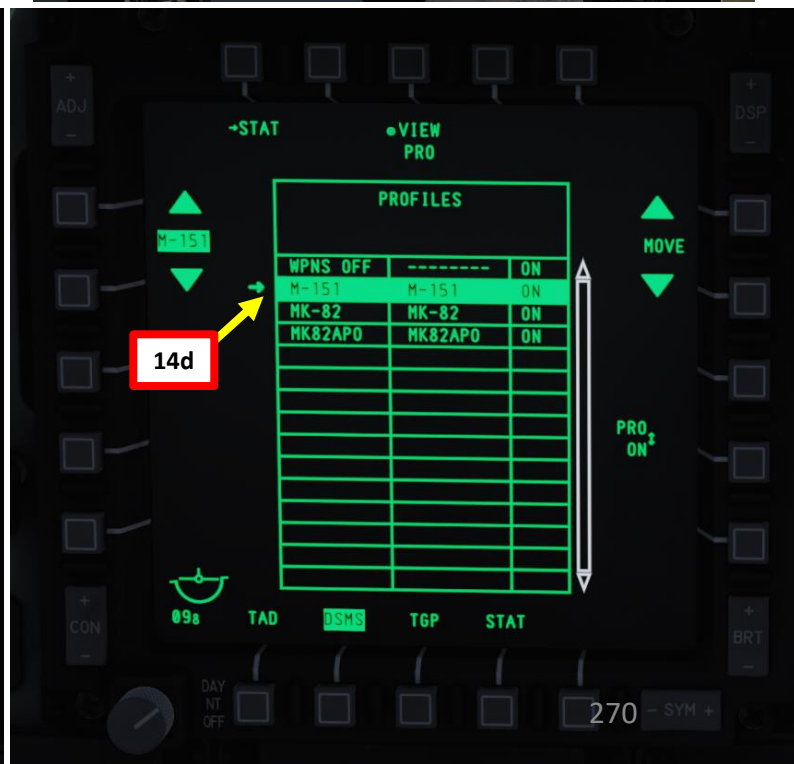 +
ADJ
-
+
DSP
-
→STAT
VIEW
PRO
M-151
MOVE
PROFILES
WPNS OFF -------- ON
M-151 M-151 ON
MK-82 MK-82 ON
MK82APO MK82APO ON
14d
PRO
ON
098
TAD DSMS TGP STAT
+
CON
-
+
BRT
-
DAY
NT
OFF
270
- SYM +